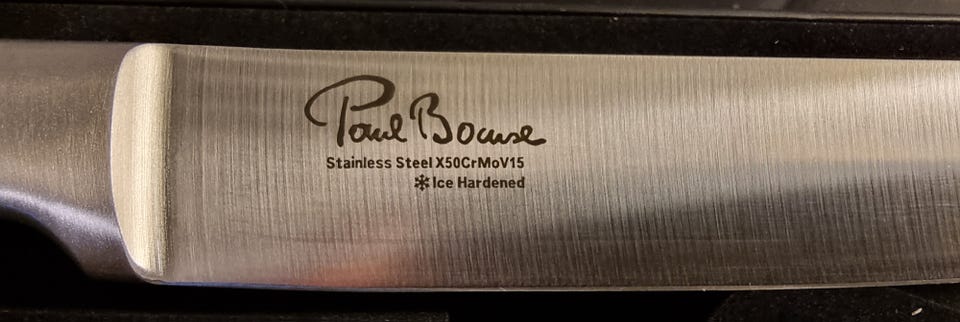 Paul Bocuse
Stainless Steel X50CrMoV15
Ice Hardened